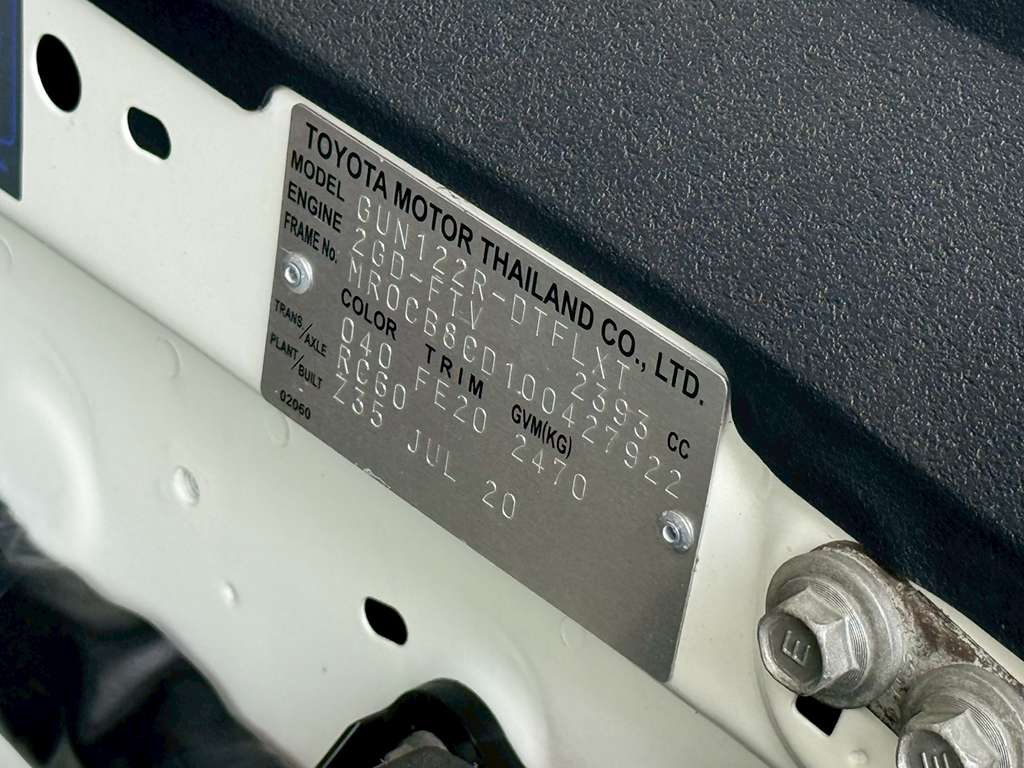 TOYOTA MOTOR THAILAND CO., LTD.
MODEL GUN122R-DTFLXT
ENGINE 2GD-FTV 2393 CC
FRAME No. MR0CB8CD100427922
COLOR TRIM GVM(KG)
040 FE20 2470
TRANS/AXLE RC60
PLANT/BUILT Z35 JUL 20
02060
E
E